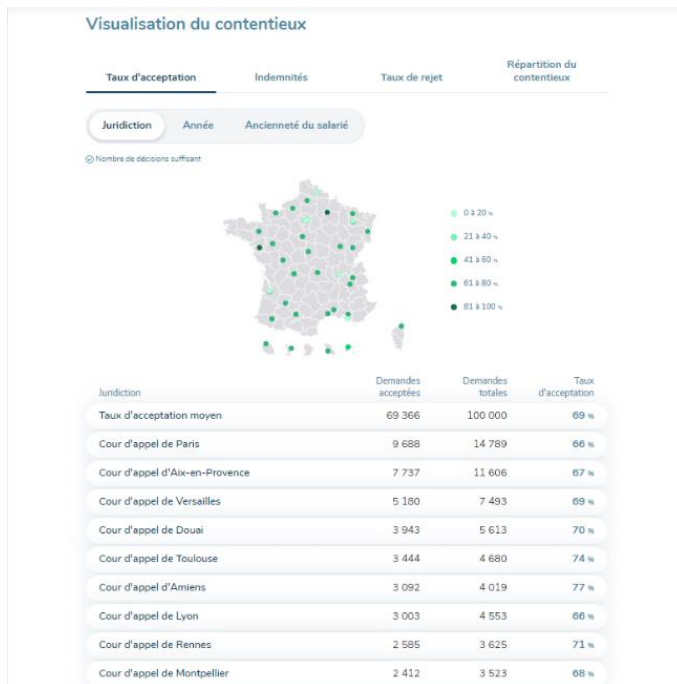 Visualisation du contentieux
Taux d'acceptation Indemnités Taux de rejet Répartition du contentieux
Juridiction Année Ancienneté du salarié
Nombre de décisions suffisant
0 à 20 %
21 à 40 %
41 à 60 %
61 à 80 %
81 à 100 %
Juridiction Demandes acceptées Demandes totales Taux d'acceptation
Taux d'acceptation moyen 69 366 100 000 69 %
Cour d'appel de Paris 9 688 14 789 66 %
Cour d'appel d'Aix-en-Provence 7 737 11 606 67 %
Cour d'appel de Versailles 5 180 7 493 69 %
Cour d'appel de Douai 3 943 5 613 70 %
Cour d'appel de Toulouse 3 444 4 680 74 %
Cour d'appel d'Amiens 3 092 4 019 77 %
Cour d'appel de Lyon 3 003 4 553 66 %
Cour d'appel de Rennes 2 585 3 625 71 %
Cour d'appel de Montpellier 2 412 3 523 68 %